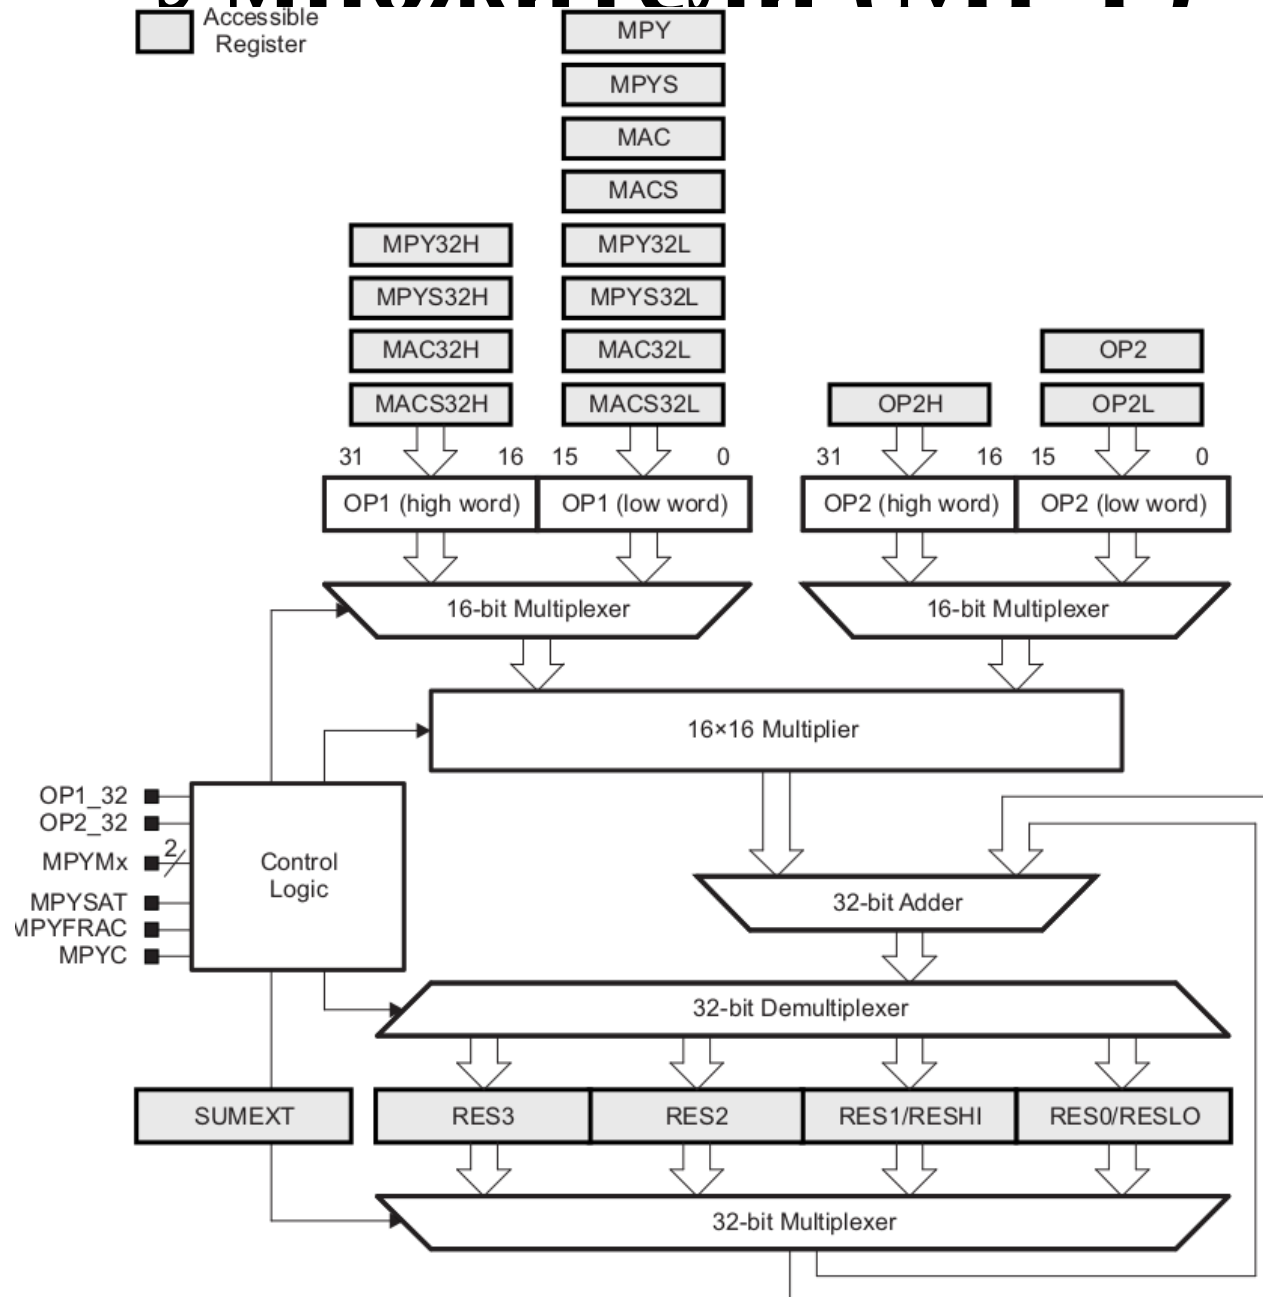 Accessible
Register
MPY
MPYS
MAC
MACS
MPY32H
MPY32L
MPYS32H
MPYS32L
MAC32H
MAC32L
OP2
MACS32H
MACS32L
OP2H
OP2L
31 16 15 0 31 16 15 0
OP1 (high word)
OP1 (low word)
OP2 (high word)
OP2 (low word)
16-bit Multiplexer
16-bit Multiplexer
16×16 Multiplier
OP1_32
OP2_32
MPYMx
2
MPYSAT
MPYFRAC
MPYC
Control
Logic
32-bit Adder
32-bit Demultiplexer
SUMEXT
RES3
RES2
RES1/RESHI
RES0/RESLO
32-bit Multiplexer